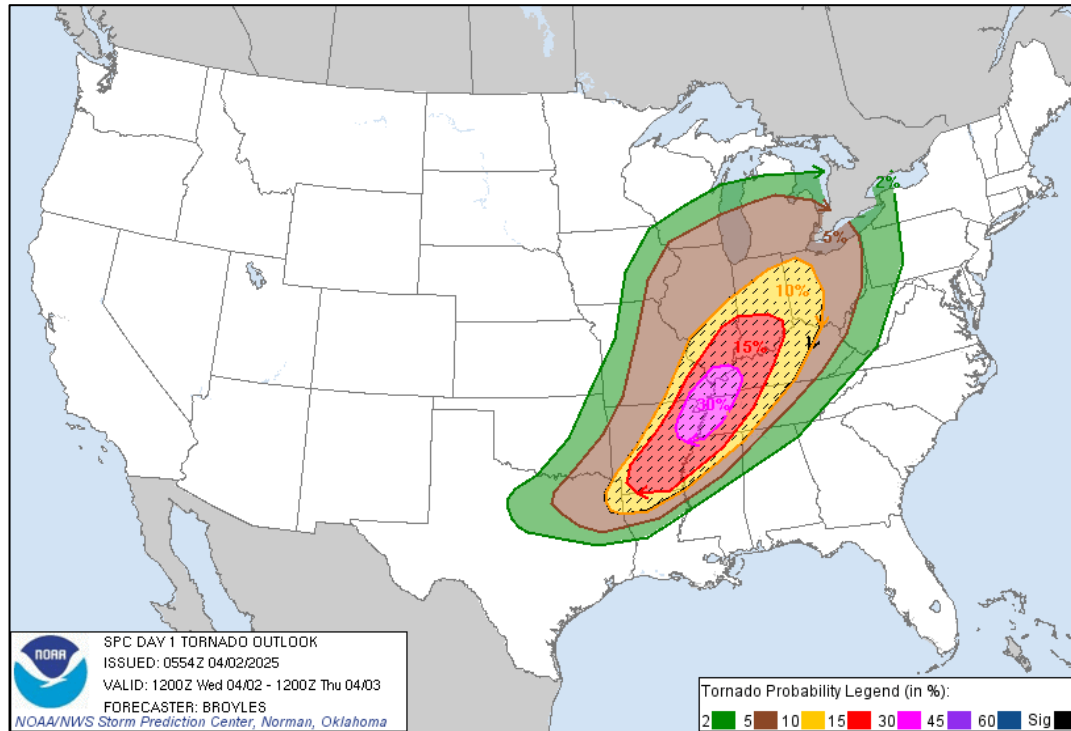 2%
5%
10%
15%
30%
NOAA
SPC DAY 1 TORNADO OUTLOOK
ISSUED: 0554Z 04/02/2025
VALID: 1200Z Wed 04/02 - 1200Z Thu 04/03
FORECASTER: BROYLES
NOAA/NWS Storm Prediction Center, Norman, Oklahoma
Tornado Probability Legend (in %):
2 5 10 15 30 45 60 Sig